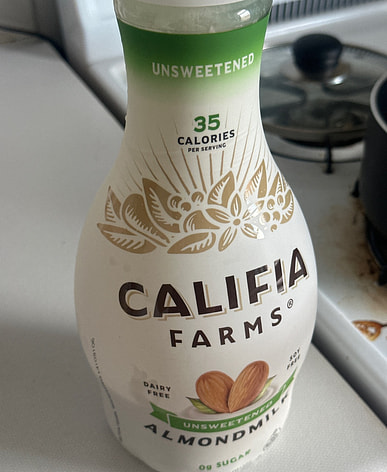 UNSWEETENED
35
CALORIES
PER SERVING
CALIFIA
FARMS®
DAIRY
FREE
SOY
FREE
UNSWEETENED
ALMONDMILK
0g SUGAR